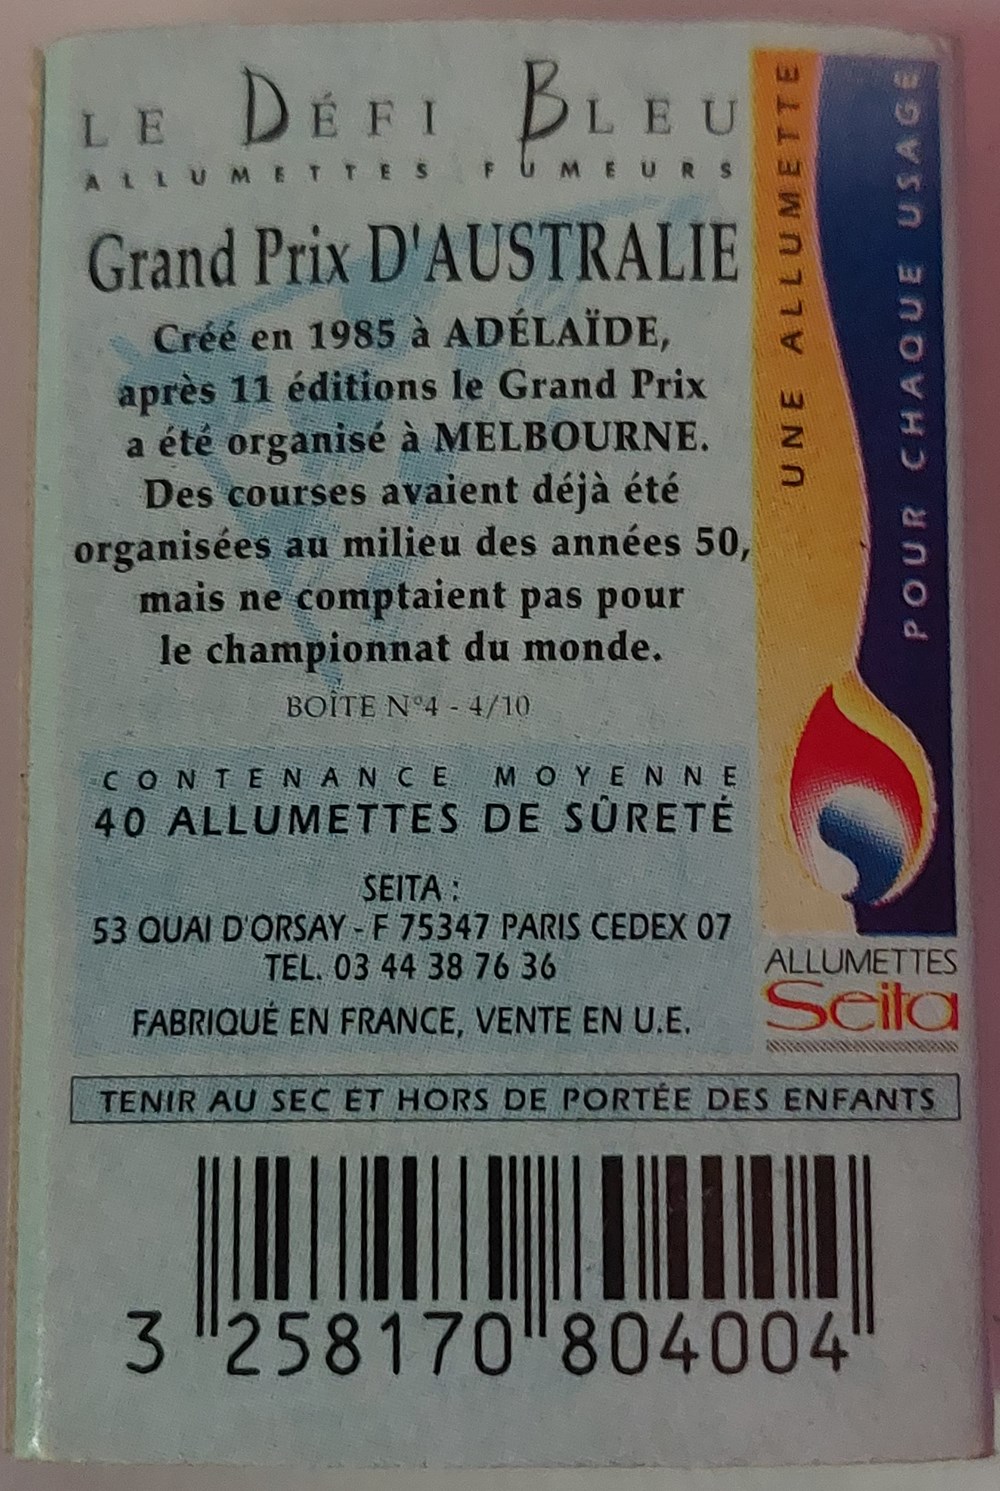 LE DÉFI BLEU
ALLUMETTES FUMEURS
Grand Prix D'AUSTRALIE
Créé en 1985 à ADÉLAÏDE,
après 11 éditions le Grand Prix
a été organisé à MELBOURNE.
Des courses avaient déjà été
organisées au milieu des années 50,
mais ne comptaient pas pour
le championnat du monde.
BOÎTE N°4 - 4/10
CONTENANCE MOYENNE
40 ALLUMETTES DE SÛRETÉ
SEITA :
53 QUAI D'ORSAY - F 75347 PARIS CEDEX 07
TEL. 03 44 38 76 36
FABRIQUÉ EN FRANCE, VENTE EN U.E.
UNE ALLUMETTE
POUR CHAQUE USAGE
ALLUMETTES
Seita
TENIR AU SEC ET HORS DE PORTÉE DES ENFANTS
3 258170 804004